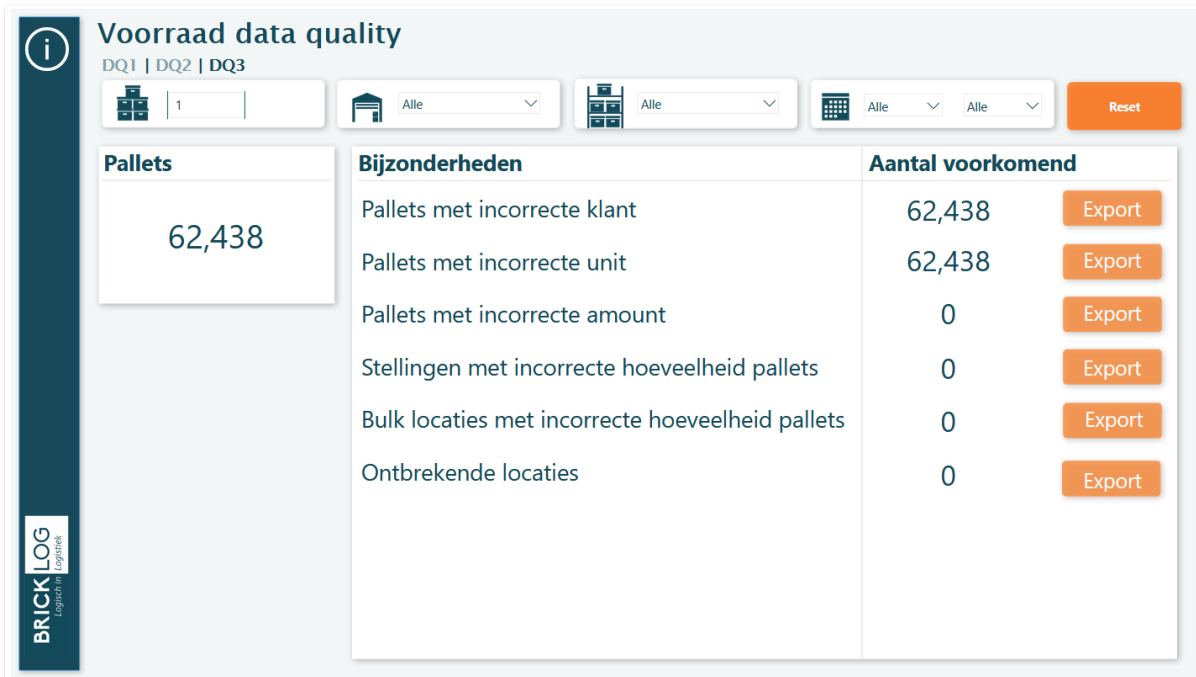 i
Voorraad data quality
DQ1 | DQ2 | DQ3
1
Alle
Alle
Alle
Alle
Reset
Pallets
62,438
Bijzonderheden
Aantal voorkomend
Pallets met incorrecte klant 62,438 Export
Pallets met incorrecte unit 62,438 Export
Pallets met incorrecte amount 0 Export
Stellingen met incorrecte hoeveelheid pallets 0 Export
Bulk locaties met incorrecte hoeveelheid pallets 0 Export
Ontbrekende locaties 0 Export
BRICKLOG
Logisch in Logistiek